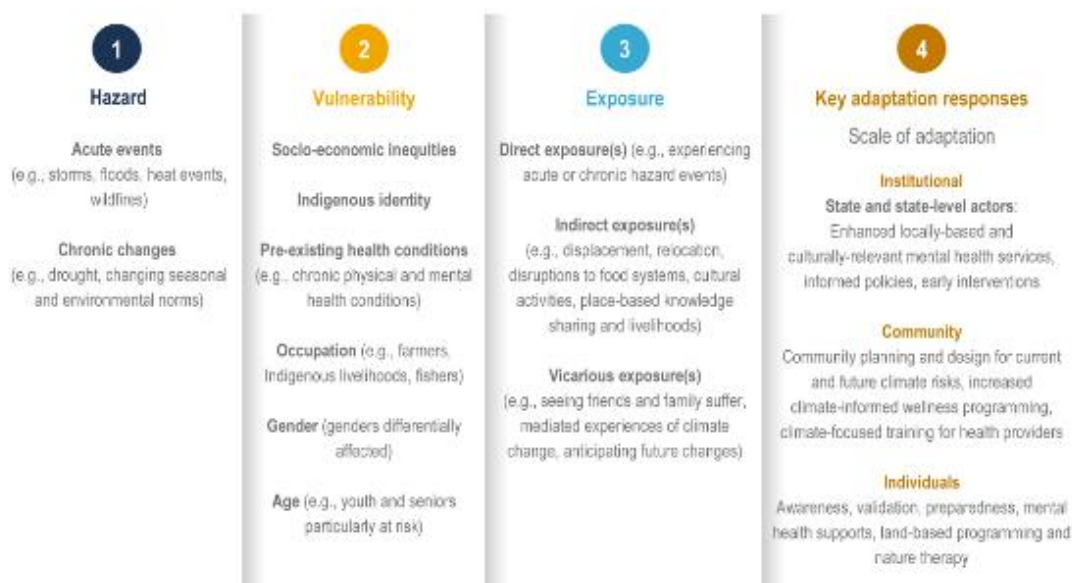 1
Hazard
Acute events
(e.g., storms, floods, heat events,
wildfires)
Chronic changes
(e.g., drought, changing seasonal
and environmental norms)
2
Vulnerability
Socio-economic inequities
Indigenous identity
Pre-existing health conditions
(e.g., chronic physical and mental
health conditions)
Occupation (e.g., farmers,
Indigenous livelihoods, fishers)
Gender (genders differentially
affected)
Age (e.g., youth and seniors
particularly at risk)
3
Exposure
Direct exposure(s) (e.g., experiencing
acute or chronic hazard events)
Indirect exposure(s)
(e.g., displacement, relocation,
disruptions to food systems, cultural
activities, place-based knowledge
sharing and livelihoods)
Vicarious exposure(s)
(e.g., seeing friends and family suffer,
mediated experiences of climate
change, anticipating future changes)
4
Key adaptation responses
Scale of adaptation
Institutional
State and state-level actors:
Enhanced locally-based and
culturally-relevant mental health services,
informed policies, early interventions
Community
Community planning and design for current
and future climate risks, increased
climate-informed wellness programming,
climate-focused training for health providers
Individuals
Awareness, validation, preparedness, mental
health supports, land-based programming and
nature therapy